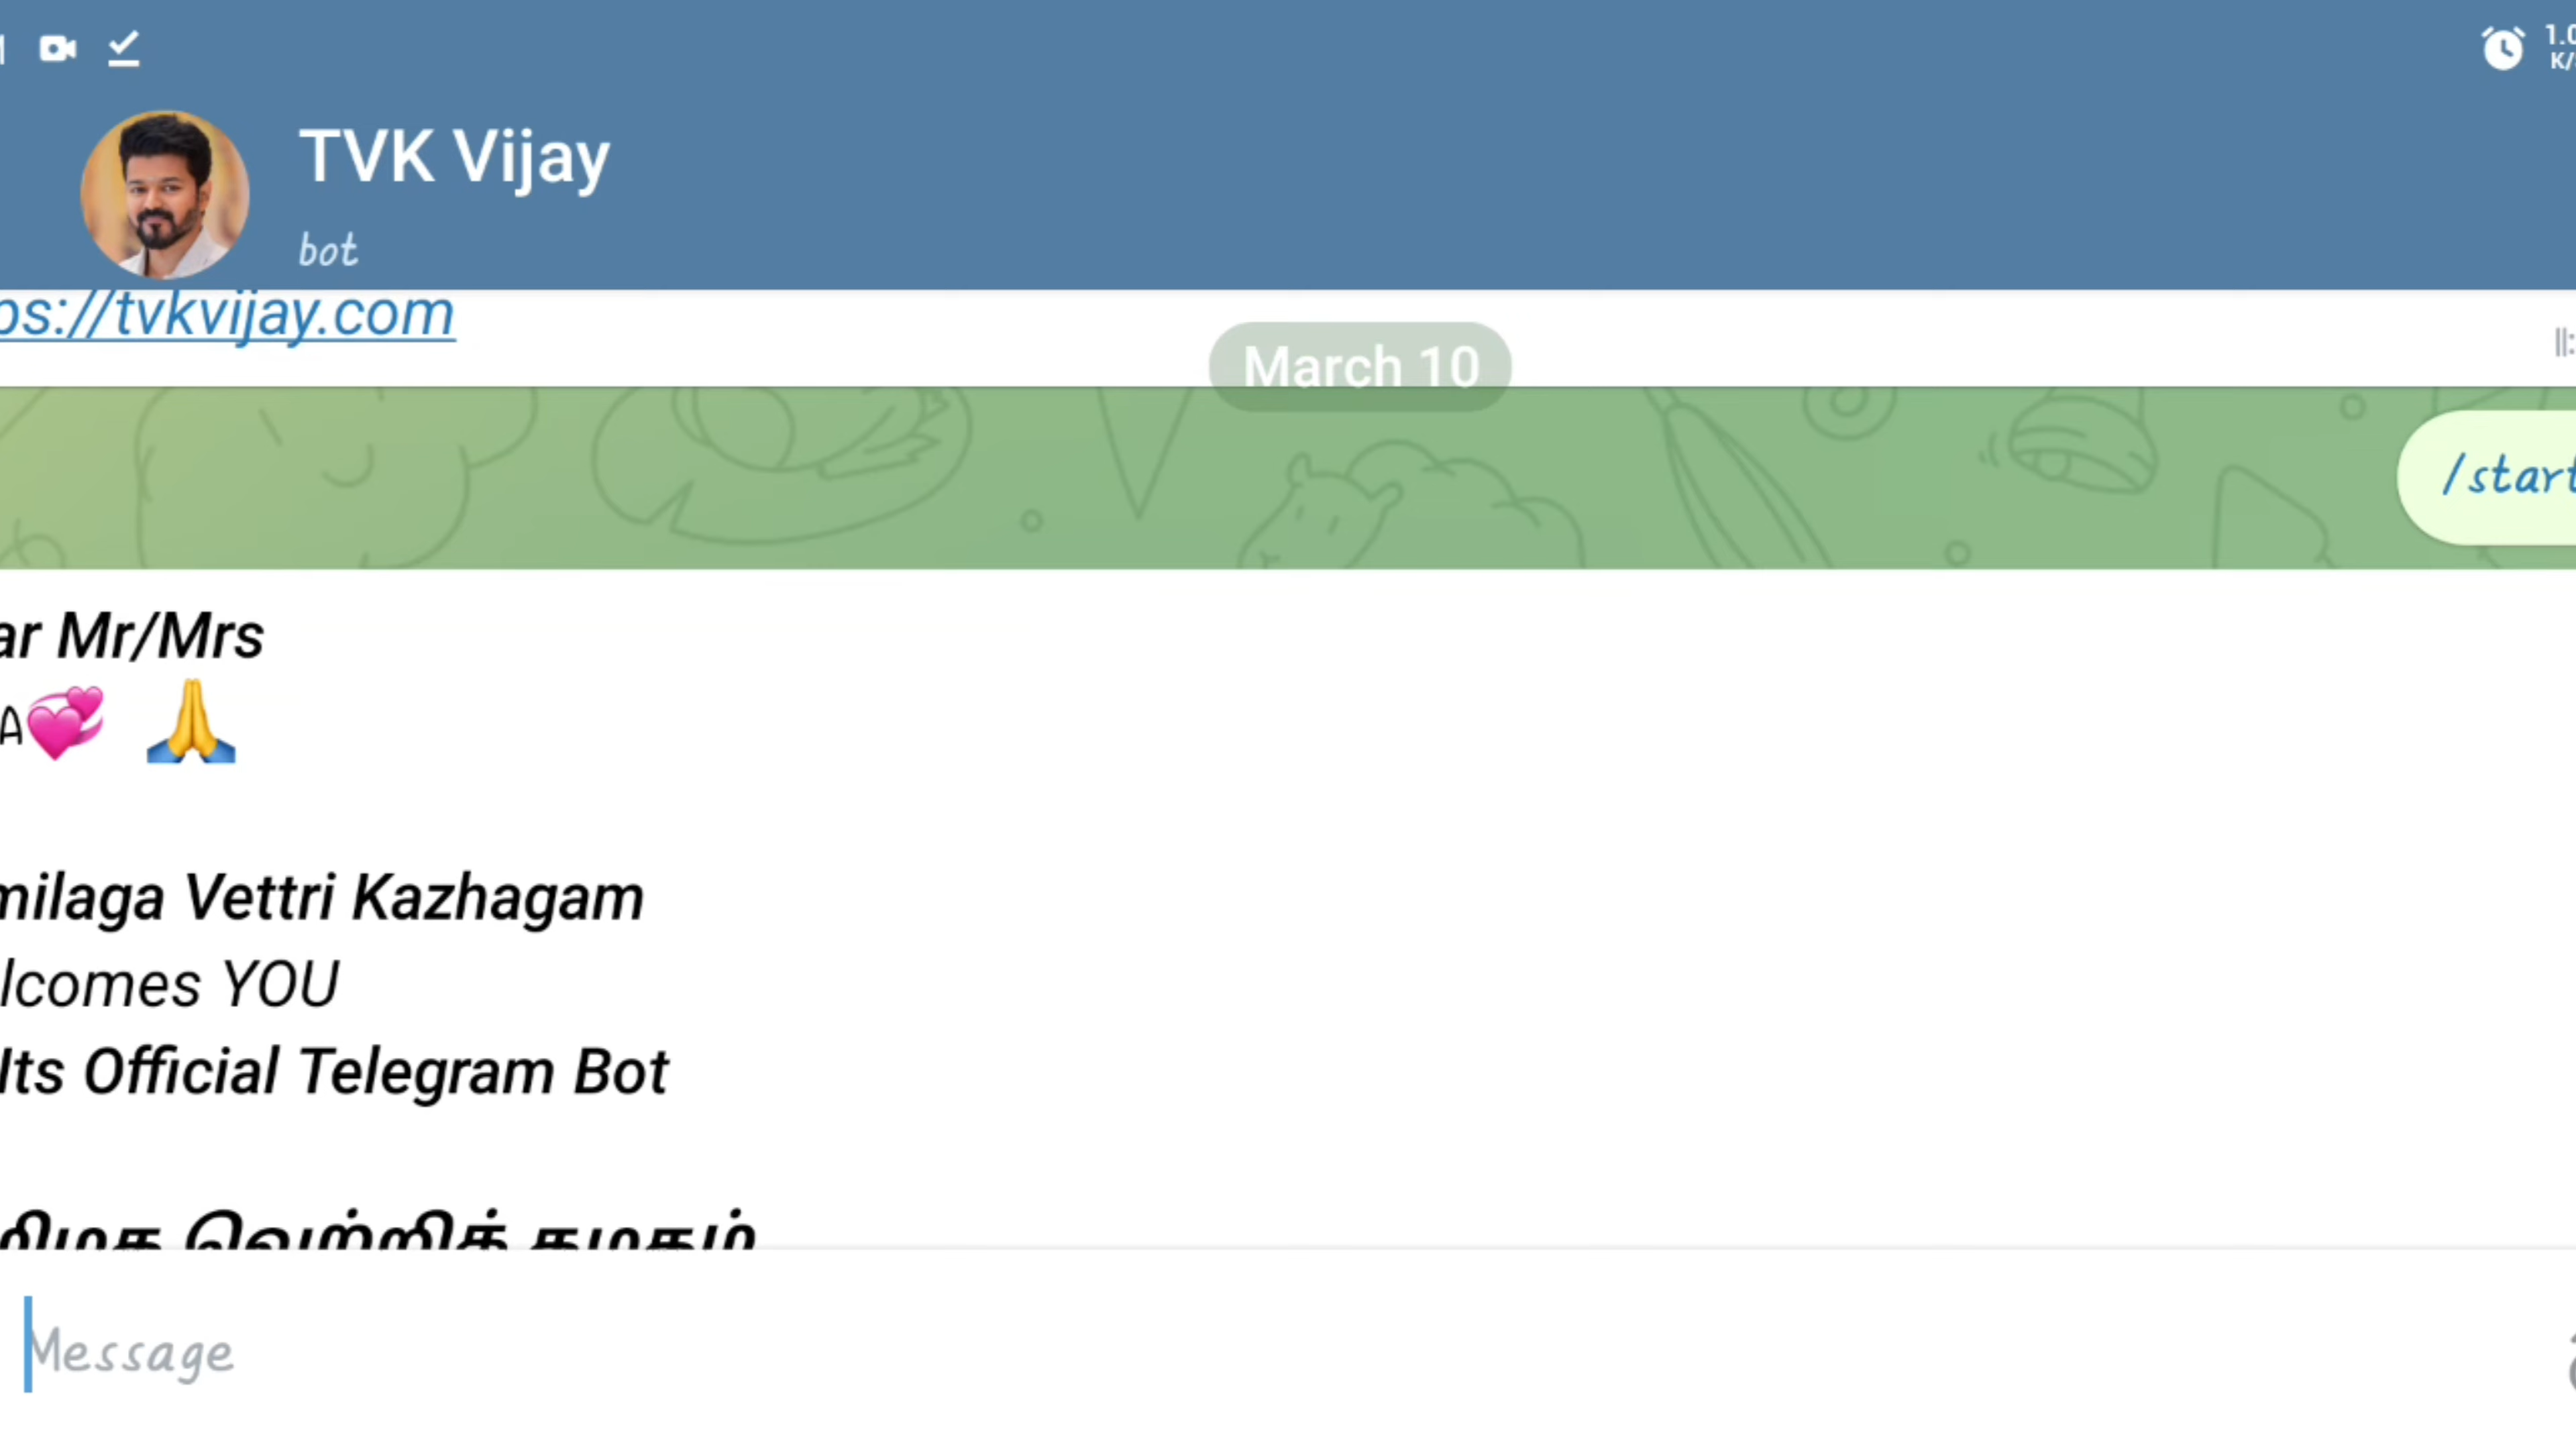 TVK Vijay
bot
ps://tvkvijay.com
March 10
/start
ar Mr/Mrs
A💞 🙏
milaga Vettri Kazhagam
lcomes YOU
Its Official Telegram Bot
வெற்றிக் கழகம்
Message